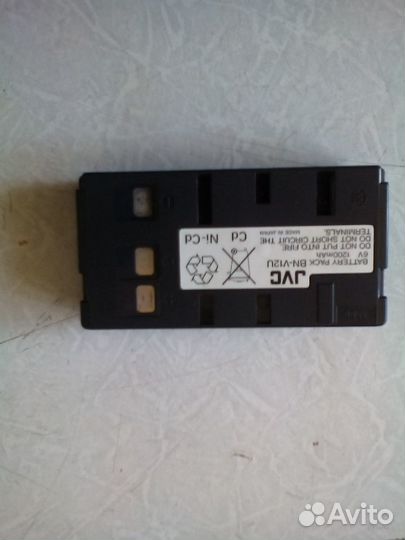 JVC
BATTERY PACK BN-V12U
6V 1200mAh
DO NOT PUT INTO FIRE
DO NOT SHORT CIRCUIT THE
TERMINALS.
MADE IN JAPAN
Cd
Ni-Cd
Avito